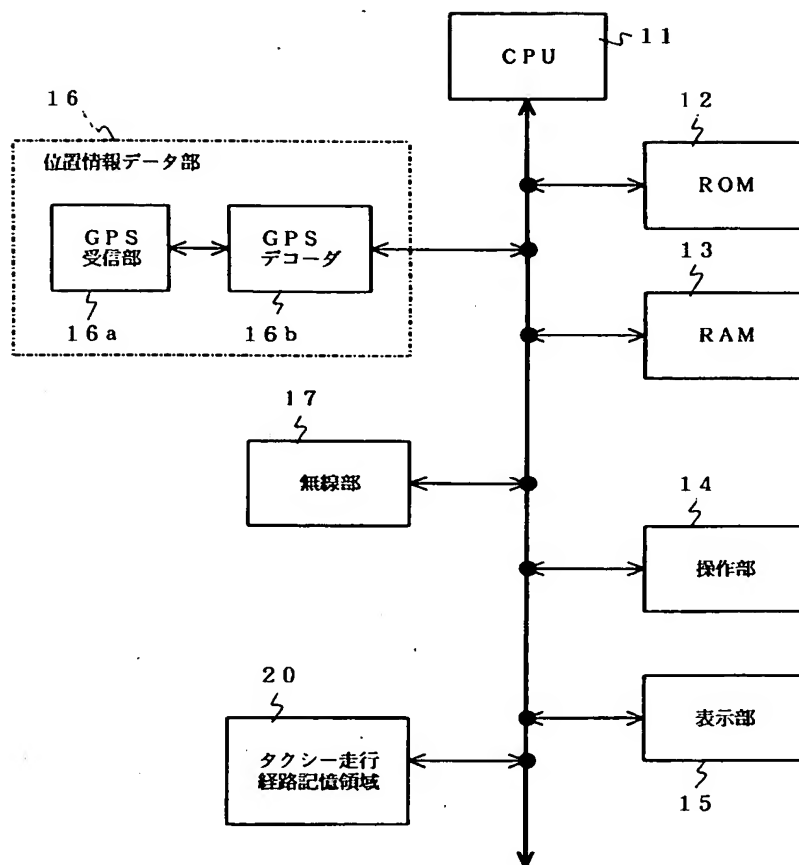 CPU
11
16
12
位置情報データ部
ROM
GPS
受信部
GPS
デコーダ
13
16a
16b
RAM
17
無線部
14
操作部
20
タクシー走行
経路記憶領域
表示部
15